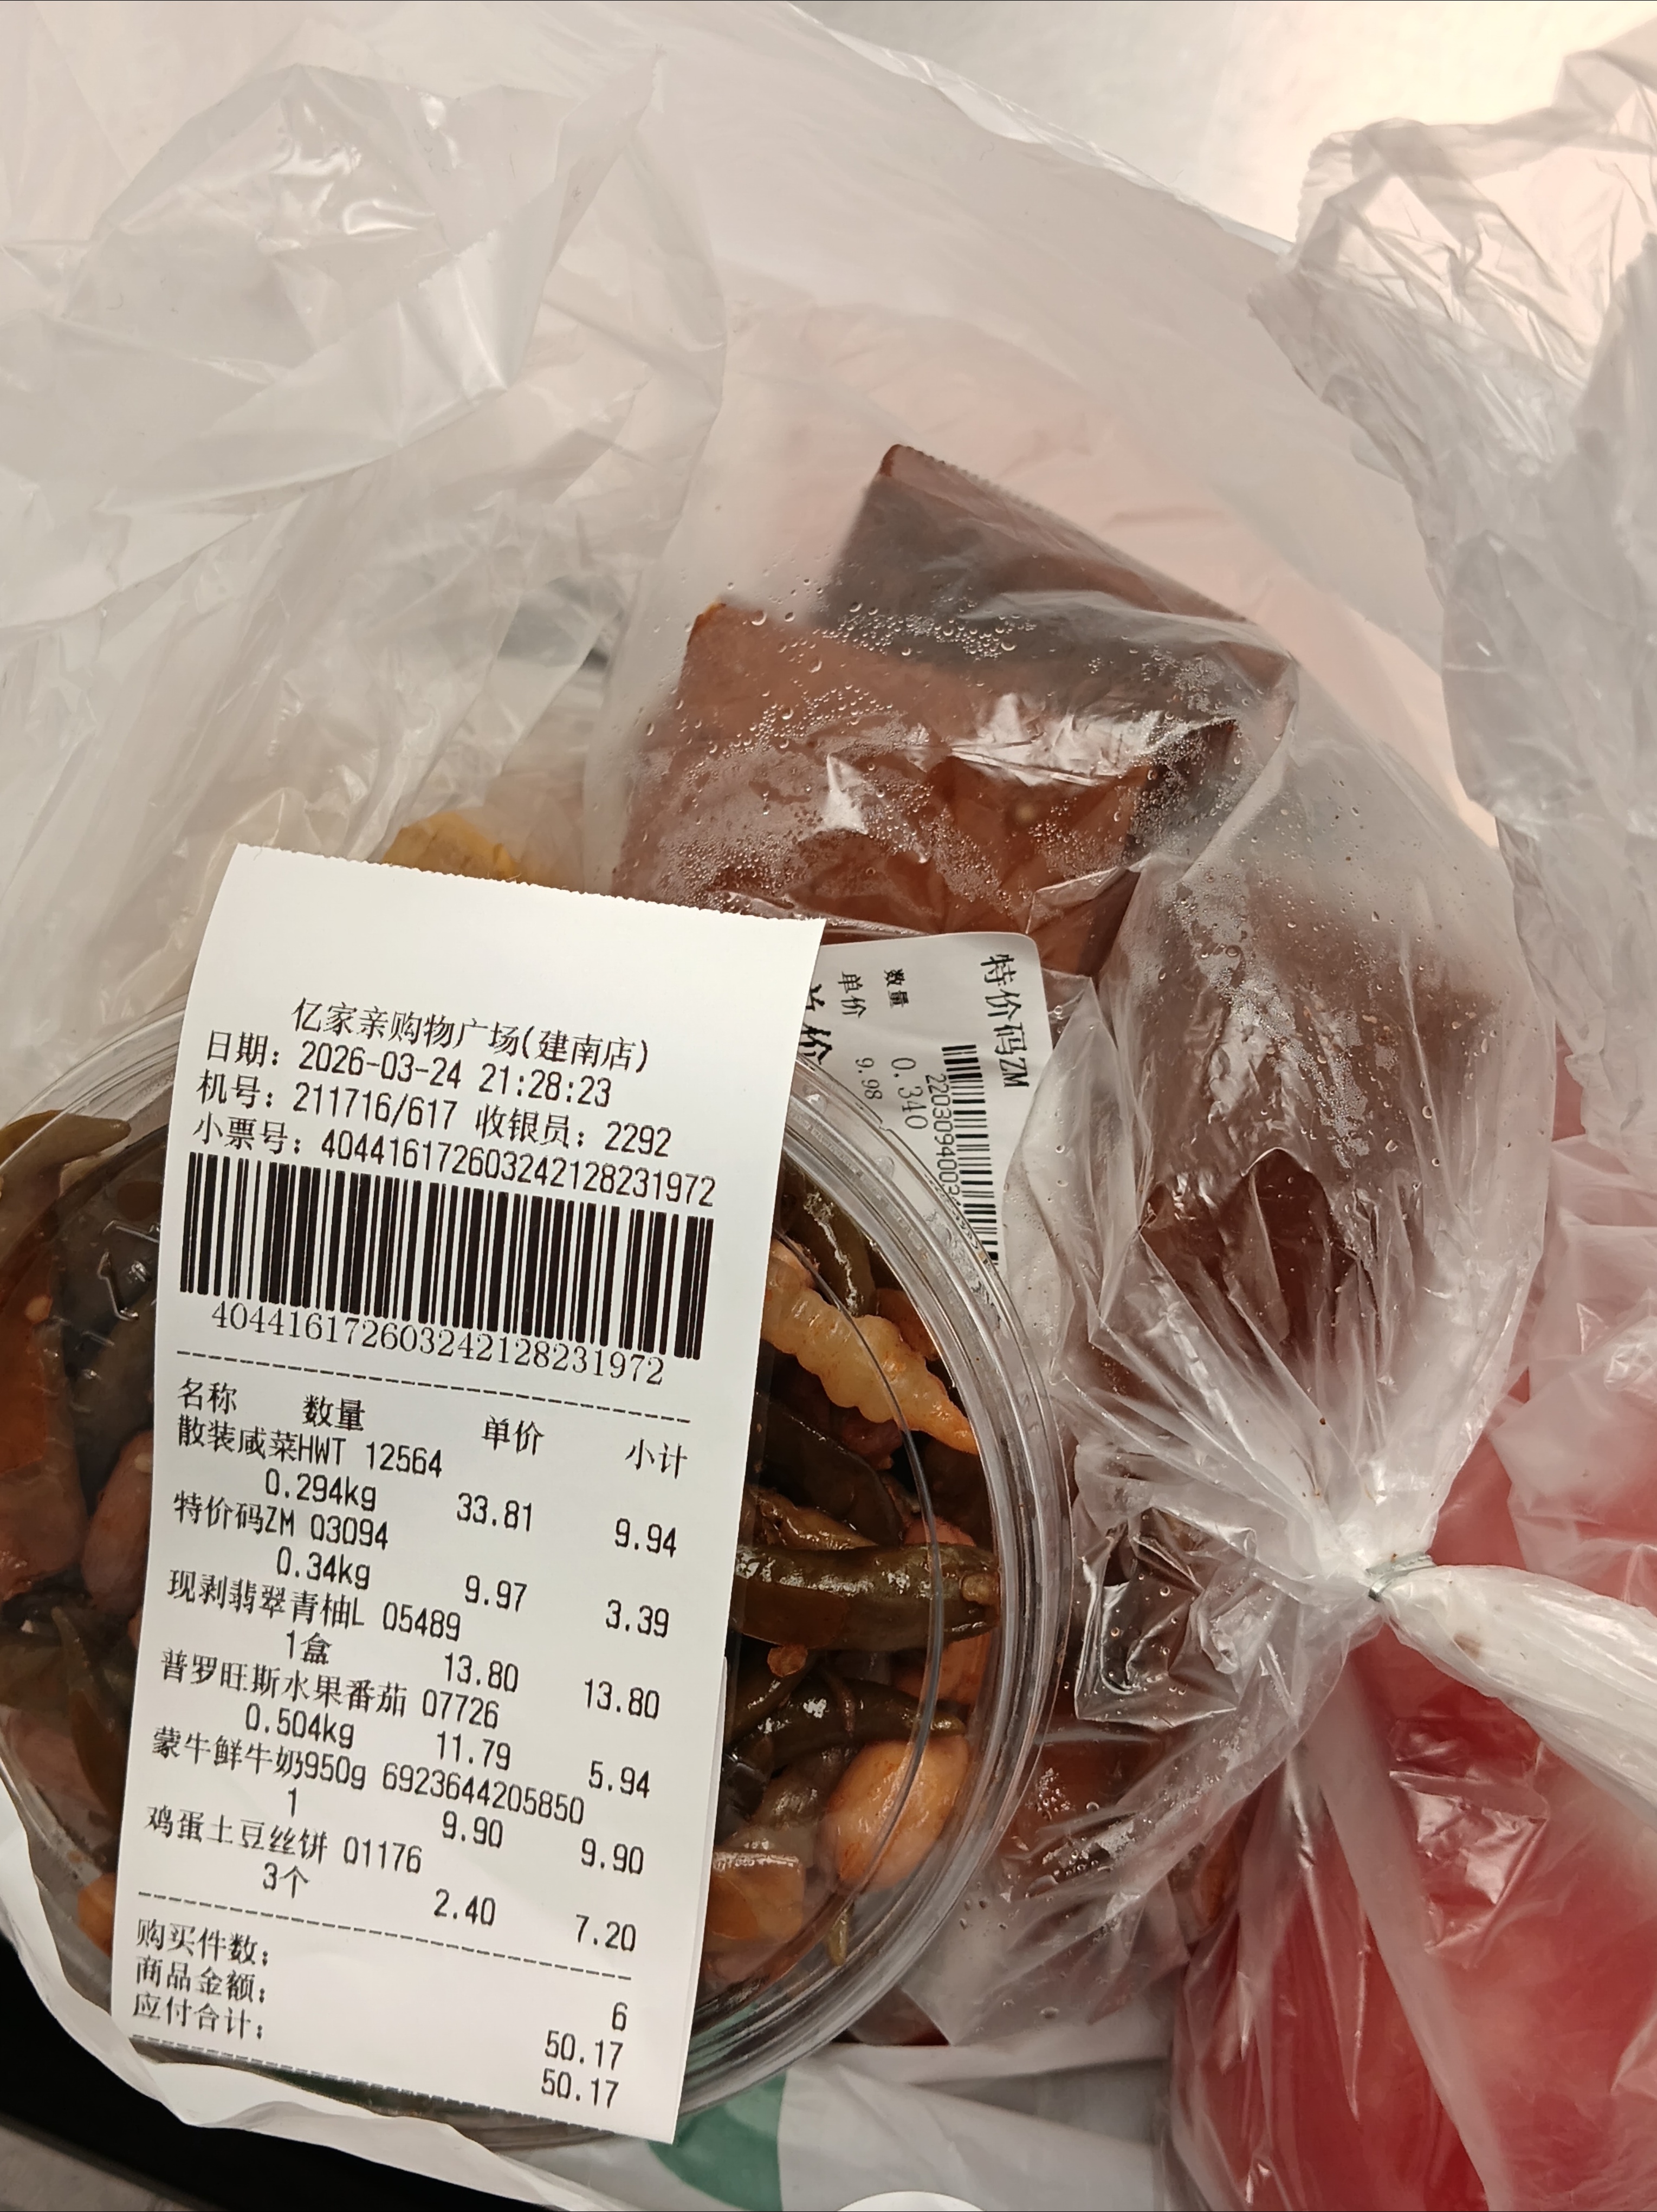 亿家亲购物广场(建南店)
日期: 2026-03-24 21:28:23
机号: 211716/617 收银员: 2292
小票号: 4044161726032421282319​72
404416172603242128231972
名称 数量 单价 小计
散装咸菜HWT 12564
0.294kg 33.81 9.94
特价码ZM 03094
0.34kg 9.97 3.39
现剥翡翠青柚L 05489
1盒 13.80 13.80
普罗旺斯水果番茄 07726
0.504kg 11.79 5.94
蒙牛鲜牛奶950g 6923644205850
1 9.90 9.90
鸡蛋土豆丝饼 01176
3个 2.40 7.20
购买件数: 6
商品金额: 50.17
应付合计: 50.17
特价码ZM
数量 0.340
单价 9.98